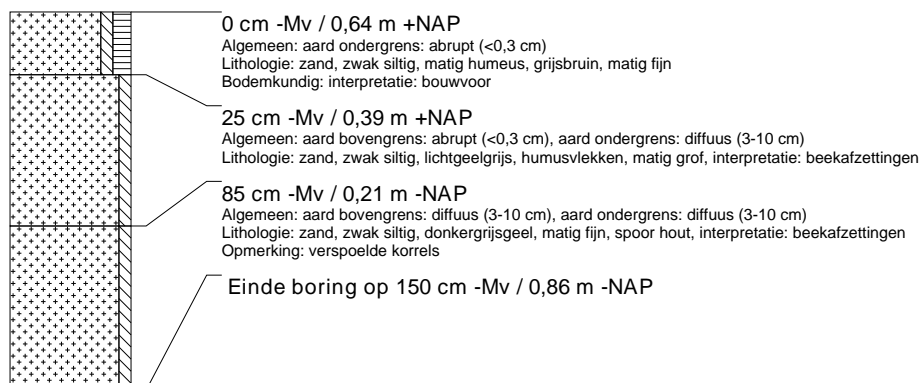 0 cm -Mv / 0,64 m +NAP
Algemeen: aard ondergrens: abrupt (<0,3 cm)
Lithologie: zand, zwak siltig, matig humeus, grijsbruin, matig fijn
Bodemkundig: interpretatie: bouwvoor
25 cm -Mv / 0,39 m +NAP
Algemeen: aard bovengrens: abrupt (<0,3 cm), aard ondergrens: diffuus (3-10 cm)
Lithologie: zand, zwak siltig, lichtgeelgrijs, humusvlekken, matig grof, interpretatie: beekafzettingen
85 cm -Mv / 0,21 m -NAP
Algemeen: aard bovengrens: diffuus (3-10 cm), aard ondergrens: diffuus (3-10 cm)
Lithologie: zand, zwak siltig, donkergrijsgeel, matig fijn, spoor hout, interpretatie: beekafzettingen
Opmerking: verspoelde korrels
Einde boring op 150 cm -Mv / 0,86 m -NAP